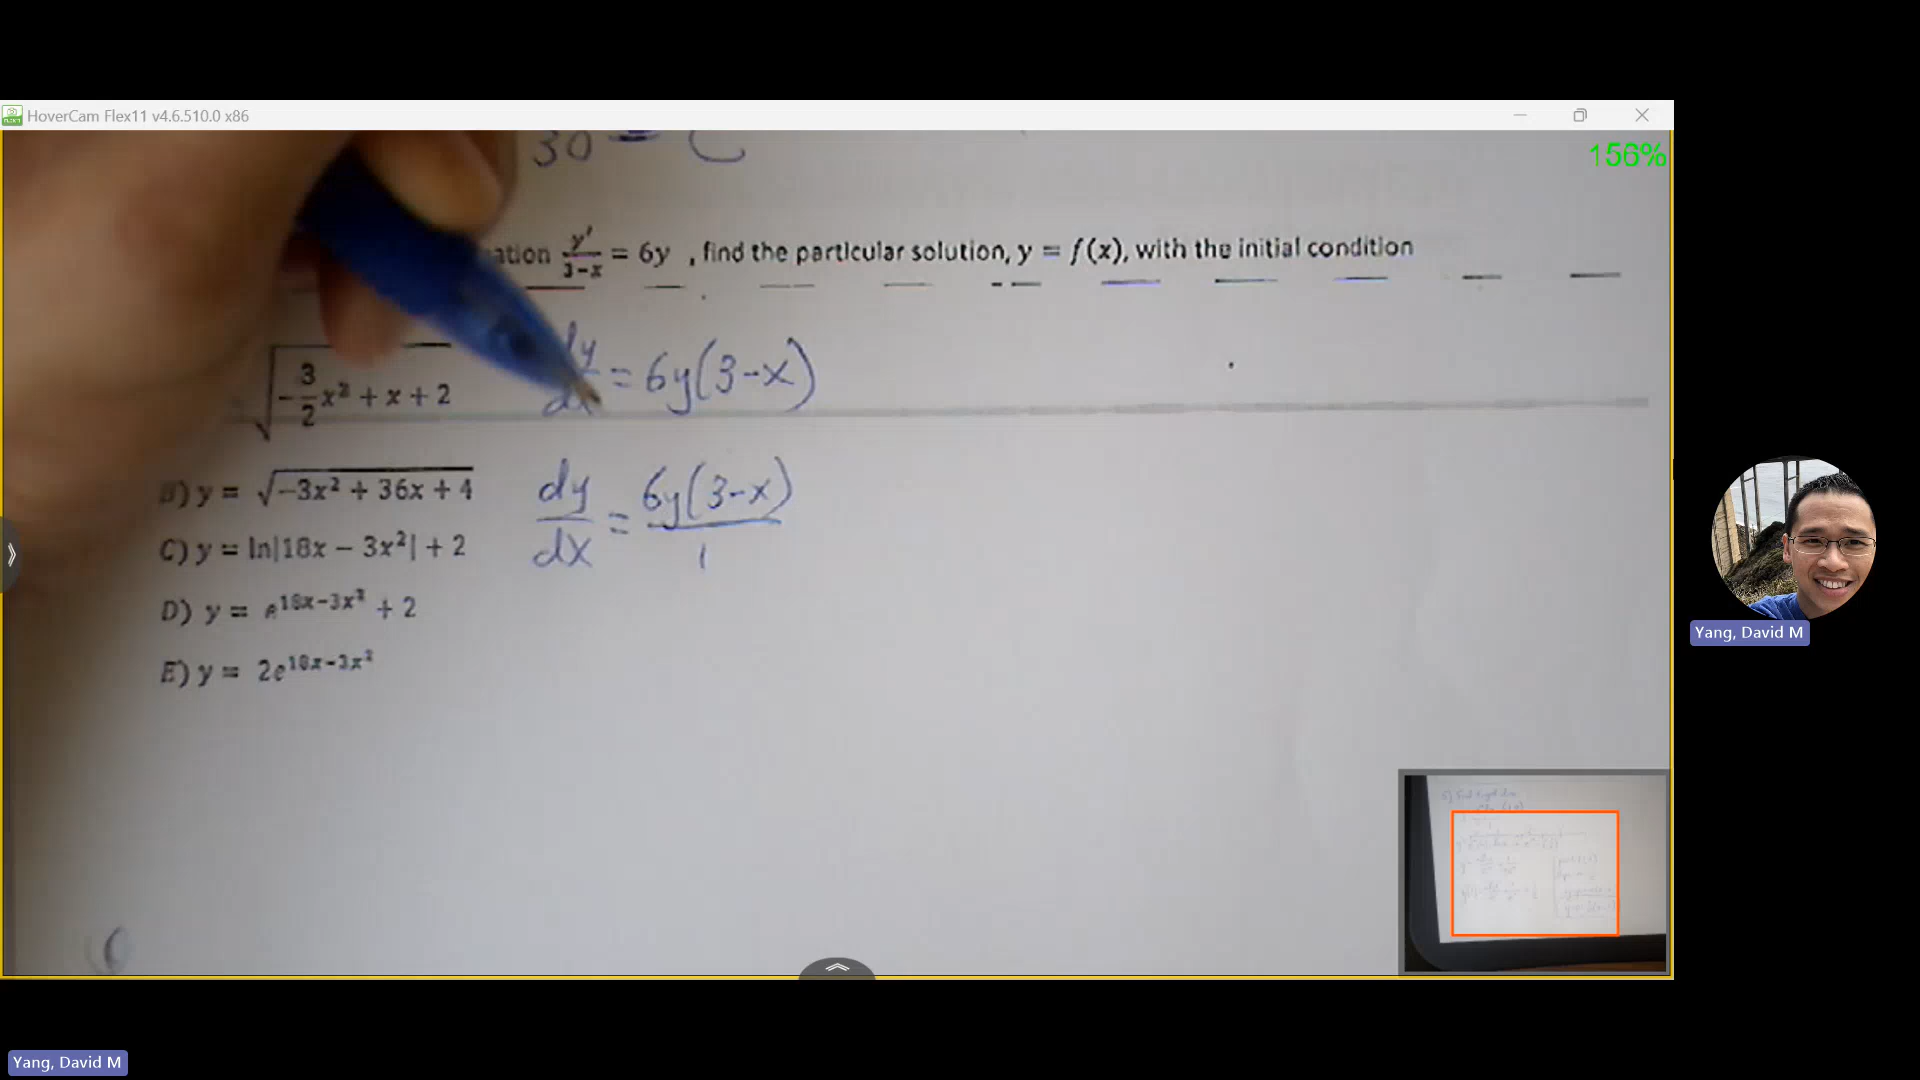 HoverCam Flex11 v4.6.510.0 x86
156%
30 = C
ation y'/3-x = 6y , find the particular solution, y = f(x), with the initial condition
√-3/2x² + x + 2
dy/dx = 6y(3-x)
B) y = √-3x² + 36x + 4
dy/dx = 6y(3-x)/1
C) y = ln|18x − 3x²| + 2
D) y = e^18x−3x² + 2
E) y = 2e^18x−3x²
Yang, David M
Yang, David M